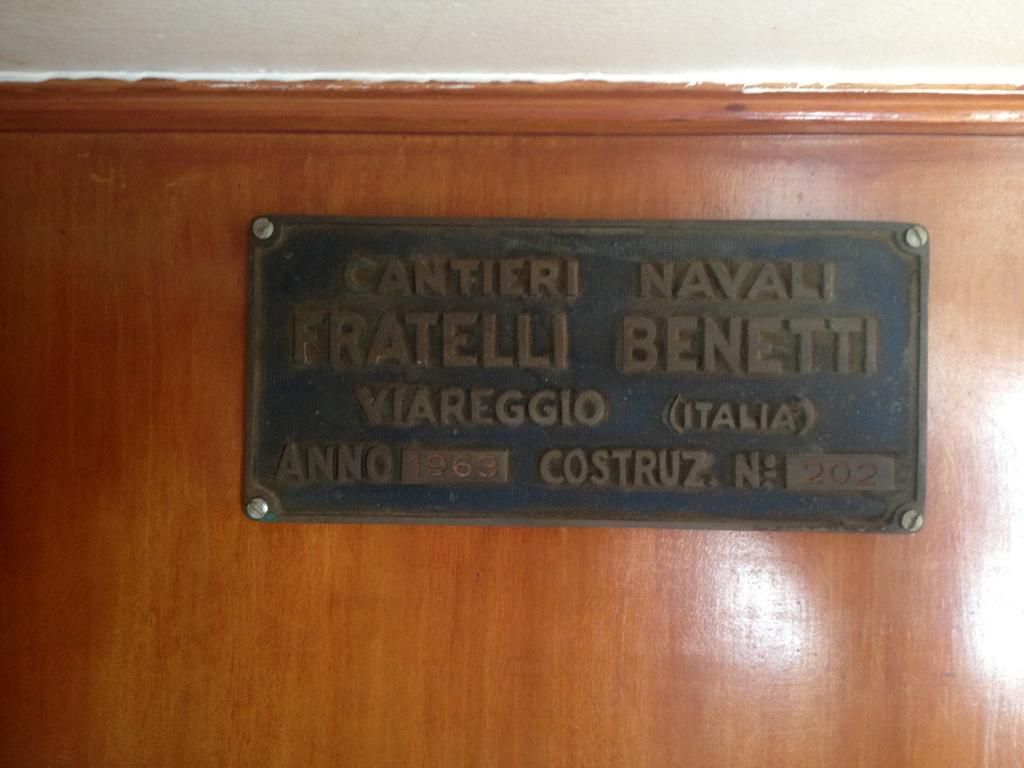 CANTIERI NAVALI
FRATELLI BENETTI
VIAREGGIO (ITALIA)
ANNO 1963 COSTRUZ. N: 202